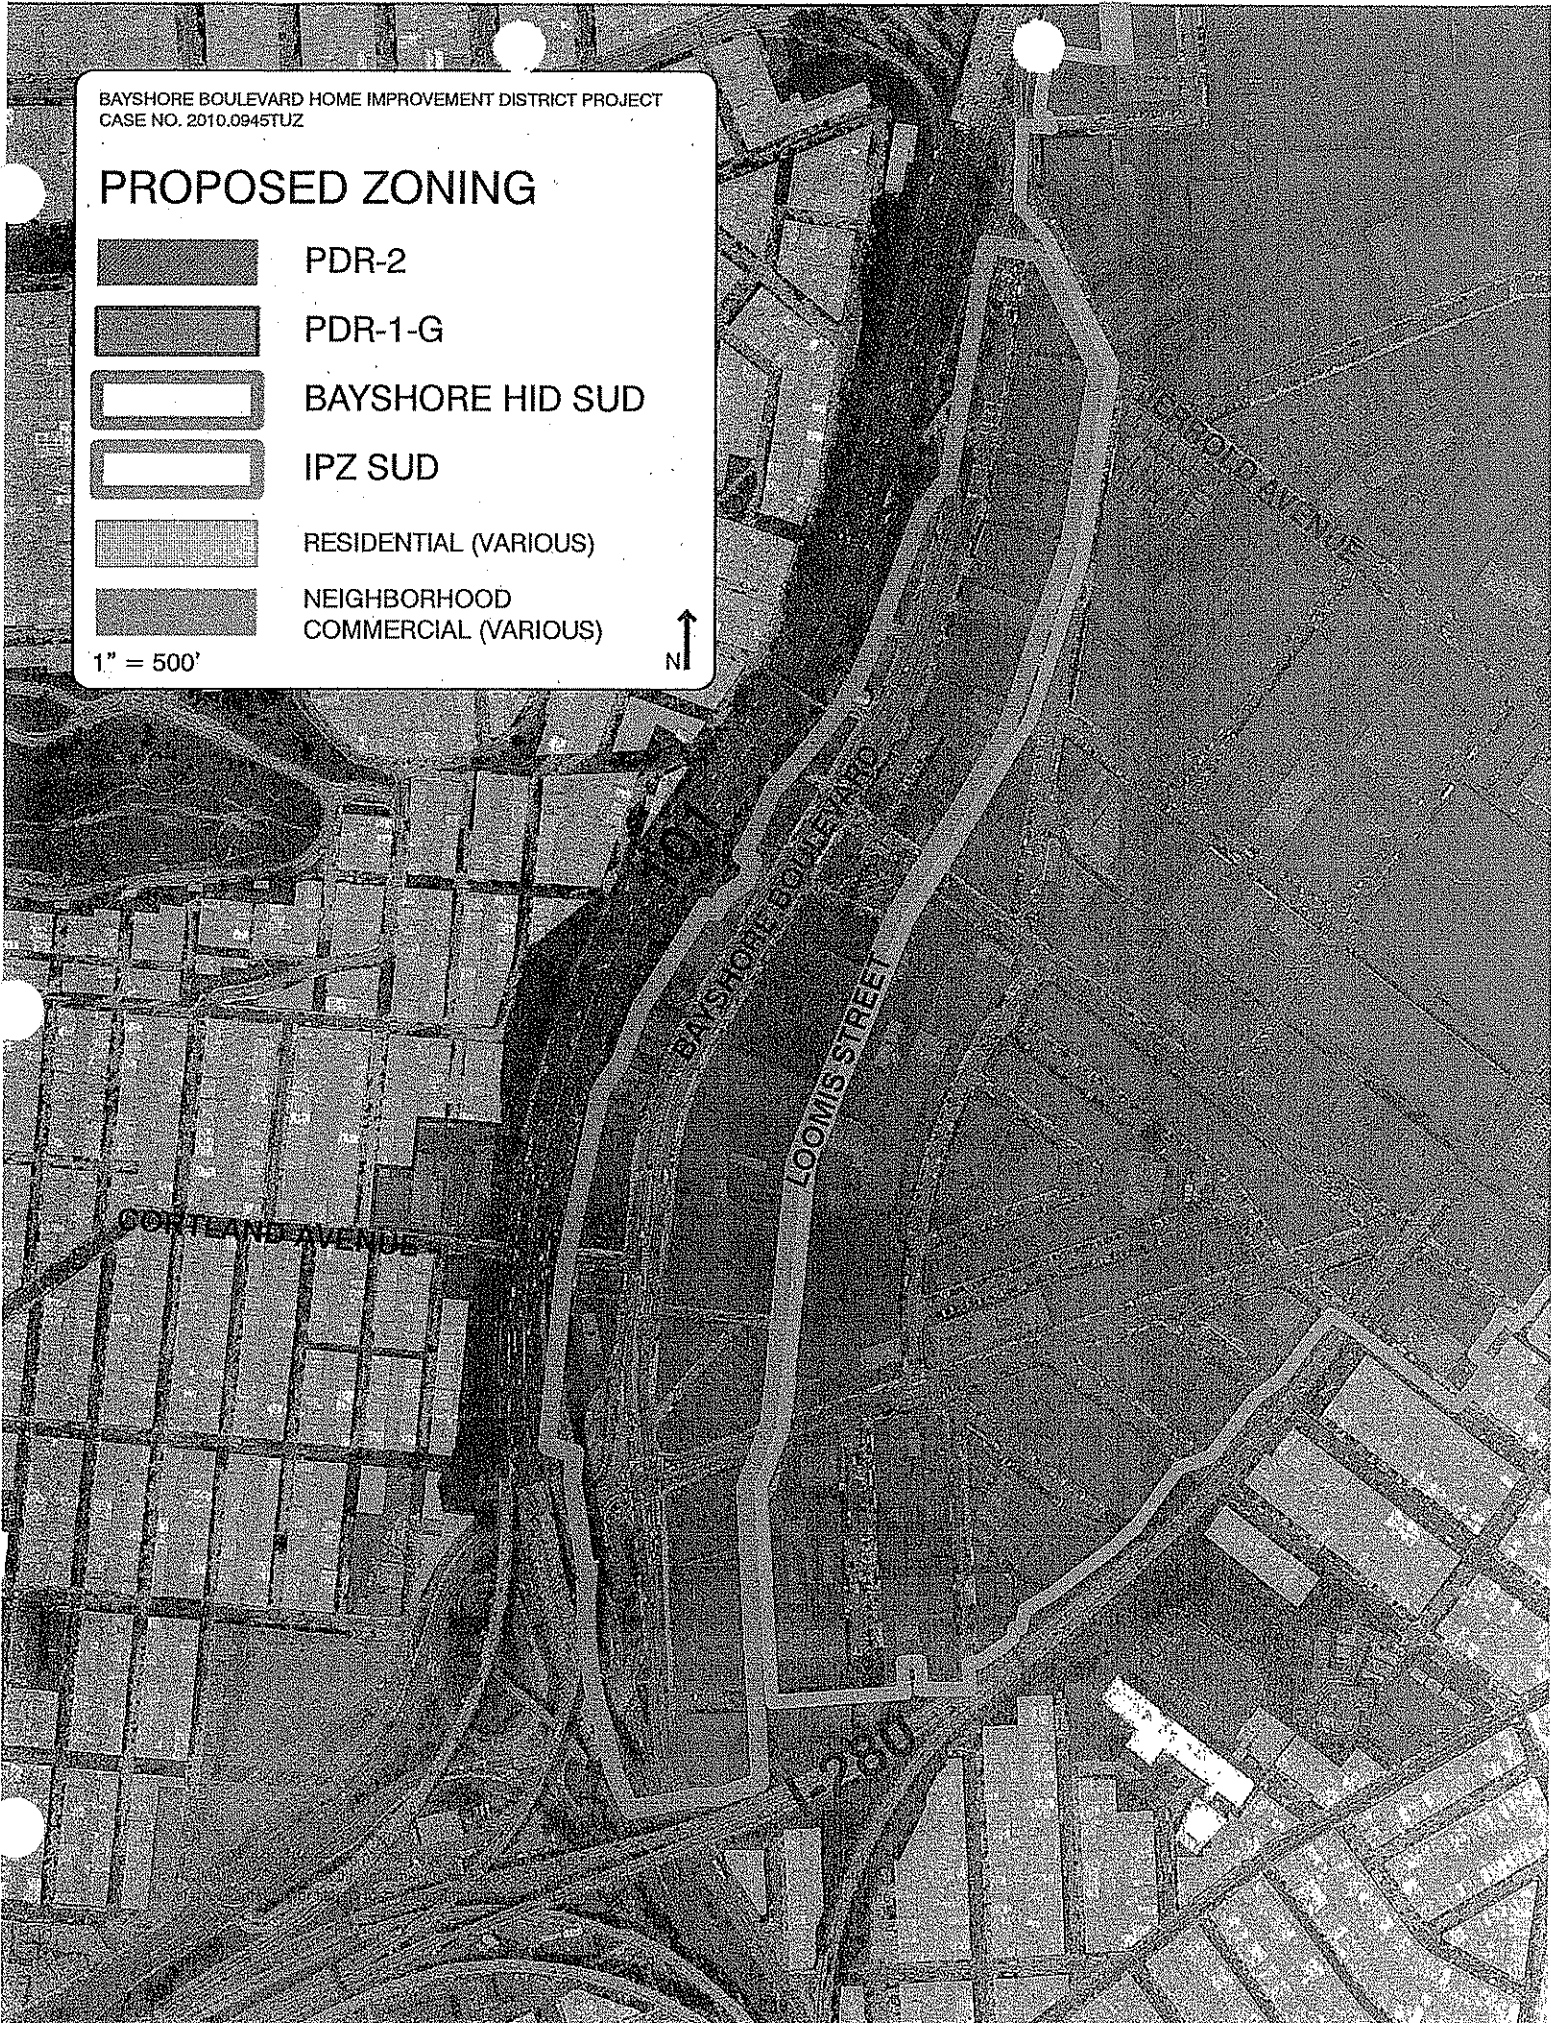 BAYSHORE BOULEVARD HOME IMPROVEMENT DISTRICT PROJECT
CASE NO. 2010.0945TUZ
PROPOSED ZONING
PDR-2
PDR-1-G
BAYSHORE HID SUD
IPZ SUD
RESIDENTIAL (VARIOUS)
NEIGHBORHOOD
COMMERCIAL (VARIOUS)
1" = 500'
N
AVENUE
101
BAYSHORE BOULEVARD
LOOMIS STREET
CORTLAND AVENUE
I-280